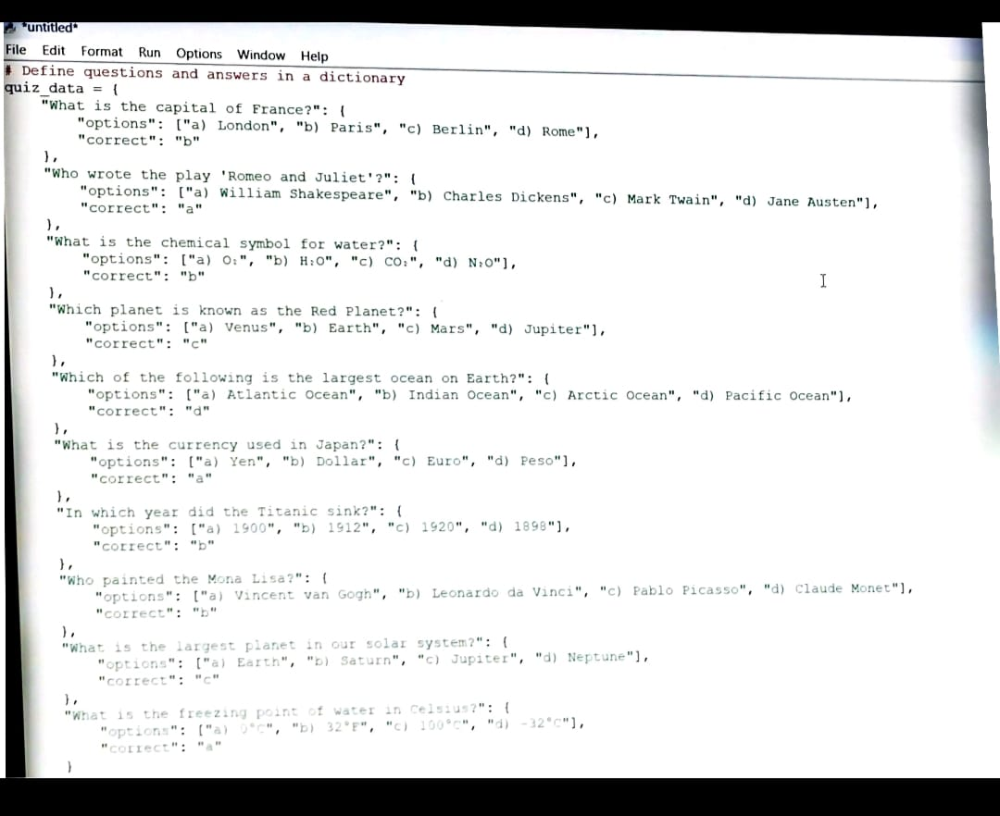 *untitled*
File Edit Format Run Options Window Help
# Define questions and answers in a dictionary
quiz_data = {
    "What is the capital of France?": {
        "options": ["a) London", "b) Paris", "c) Berlin", "d) Rome"],
        "correct": "b"
    },
    "Who wrote the play 'Romeo and Juliet'?": {
        "options": ["a) William Shakespeare", "b) Charles Dickens", "c) Mark Twain", "d) Jane Austen"],
        "correct": "a"
    },
    "What is the chemical symbol for water?": {
        "options": ["a) O₂", "b) H₂O", "c) CO₂", "d) N₂O"],
        "correct": "b"
    },
    "Which planet is known as the Red Planet?": {
        "options": ["a) Venus", "b) Earth", "c) Mars", "d) Jupiter"],
        "correct": "c"
    },
    "Which of the following is the largest ocean on Earth?": {
        "options": ["a) Atlantic Ocean", "b) Indian Ocean", "c) Arctic Ocean", "d) Pacific Ocean"],
        "correct": "d"
    },
    "What is the currency used in Japan?": {
        "options": ["a) Yen", "b) Dollar", "c) Euro", "d) Peso"],
        "correct": "a"
    },
    "In which year did the Titanic sink?": {
        "options": ["a) 1900", "b) 1912", "c) 1920", "d) 1898"],
        "correct": "b"
    },
    "Who painted the Mona Lisa?": {
        "options": ["a) Vincent van Gogh", "b) Leonardo da Vinci", "c) Pablo Picasso", "d) Claude Monet"],
        "correct": "b"
    },
    "What is the largest planet in our solar system?": {
        "options": ["a) Earth", "b) Saturn", "c) Jupiter", "d) Neptune"],
        "correct": "c"
    },
    "What is the freezing point of water in Celsius?": {
        "options": ["a) 0°C", "b) 32°F", "c) 100°C", "d) -32°C"],
        "correct": "a"
    }